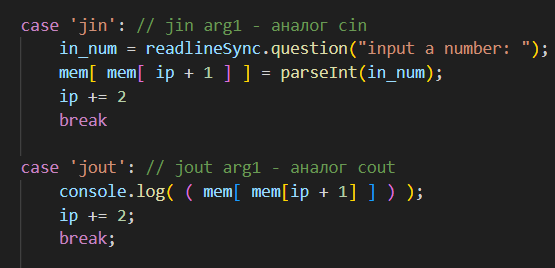 case 'jin': // jin arg1 - аналог cin
in_num = readlineSync.question("input a number: ");
mem[ mem[ ip + 1 ] ] = parseInt(in_num);
ip += 2
break
case 'jout': // jout arg1 - аналог cout
console.log( ( mem[ mem[ip + 1] ] ) );
ip += 2;
break;